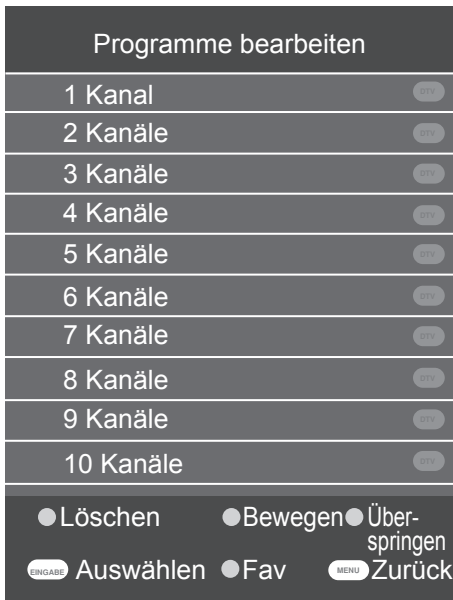 Programme bearbeiten
1 Kanal DTV
2 Kanäle DTV
3 Kanäle DTV
4 Kanäle DTV
5 Kanäle DTV
6 Kanäle DTV
7 Kanäle DTV
8 Kanäle DTV
9 Kanäle DTV
10 Kanäle DTV
Löschen Bewegen Über-
springen
EINGABE Auswählen Fav MENU Zurück